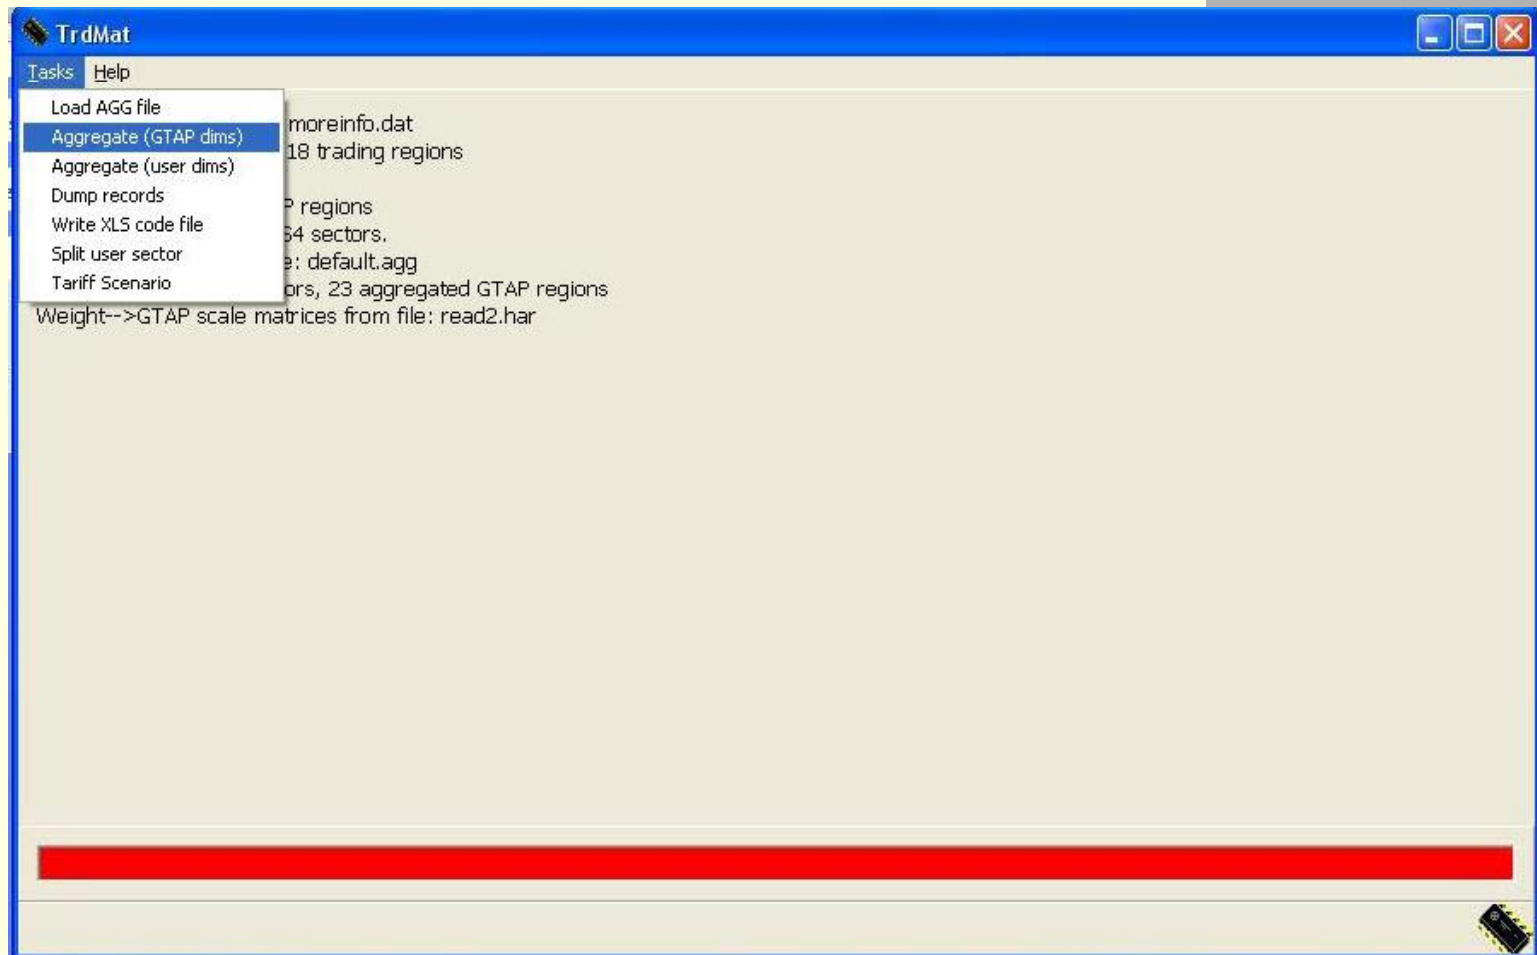 TrdMat
Tasks Help
Load AGG file
Aggregate (GTAP dims)
Aggregate (user dims)
Dump records
Write XLS code file
Split user sector
Tariff Scenario
moreinfo.dat
18 trading regions
regions
sectors.
: default.agg
ors, 23 aggregated GTAP regions
Weight-->GTAP scale matrices from file: read2.har